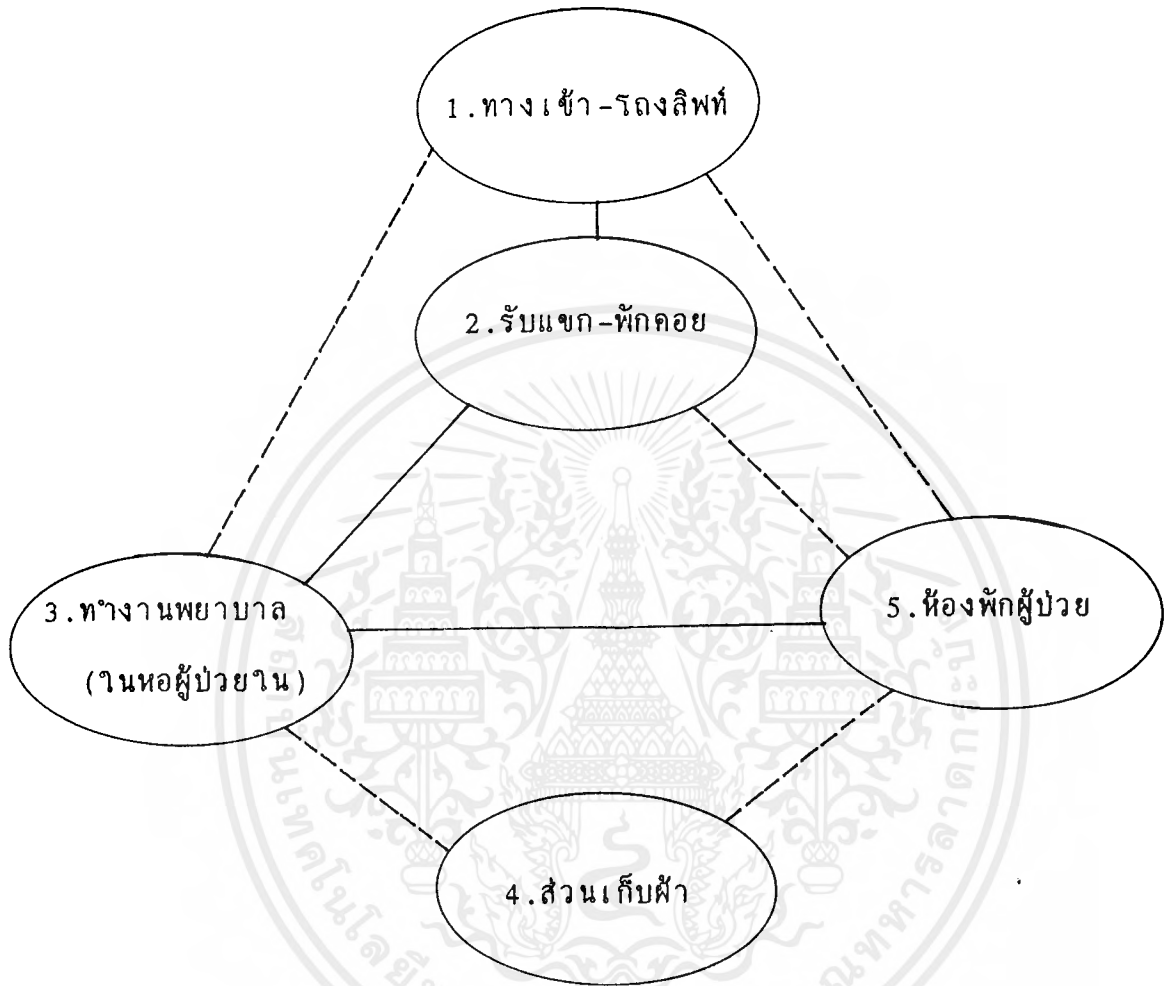 1.ทางเข้า-โถงลิฟท์
2.รับแขก-พักคอย
3.ทำงานพยาบาล
(ในหอผู้ป่วยใน)
5.ห้องพักผู้ป่วย
4.ส่วนเก็บผ้า